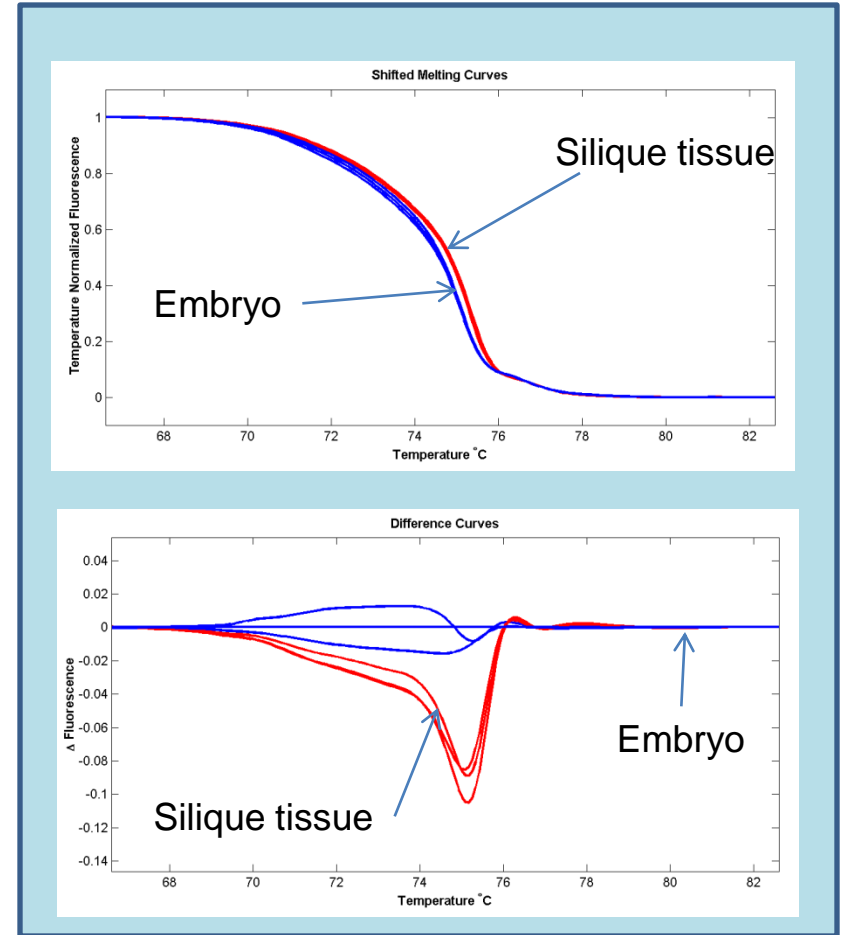 Shifted Melting Curves
Temperature Normalized Fluorescence
1
0.8
0.6
0.4
0.2
0
Silique tissue
Embryo
68 70 72 74 76 78 80 82
Temperature °C
Difference Curves
Δ Fluorescence
0.04
0.02
0
-0.02
-0.04
-0.06
-0.08
-0.1
-0.12
-0.14
Embryo
Silique tissue
68 70 72 74 76 78 80 82
Temperature °C